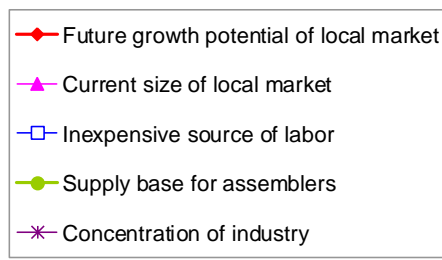 Future growth potential of local market
Current size of local market
Inexpensive source of labor
Supply base for assemblers
Concentration of industry